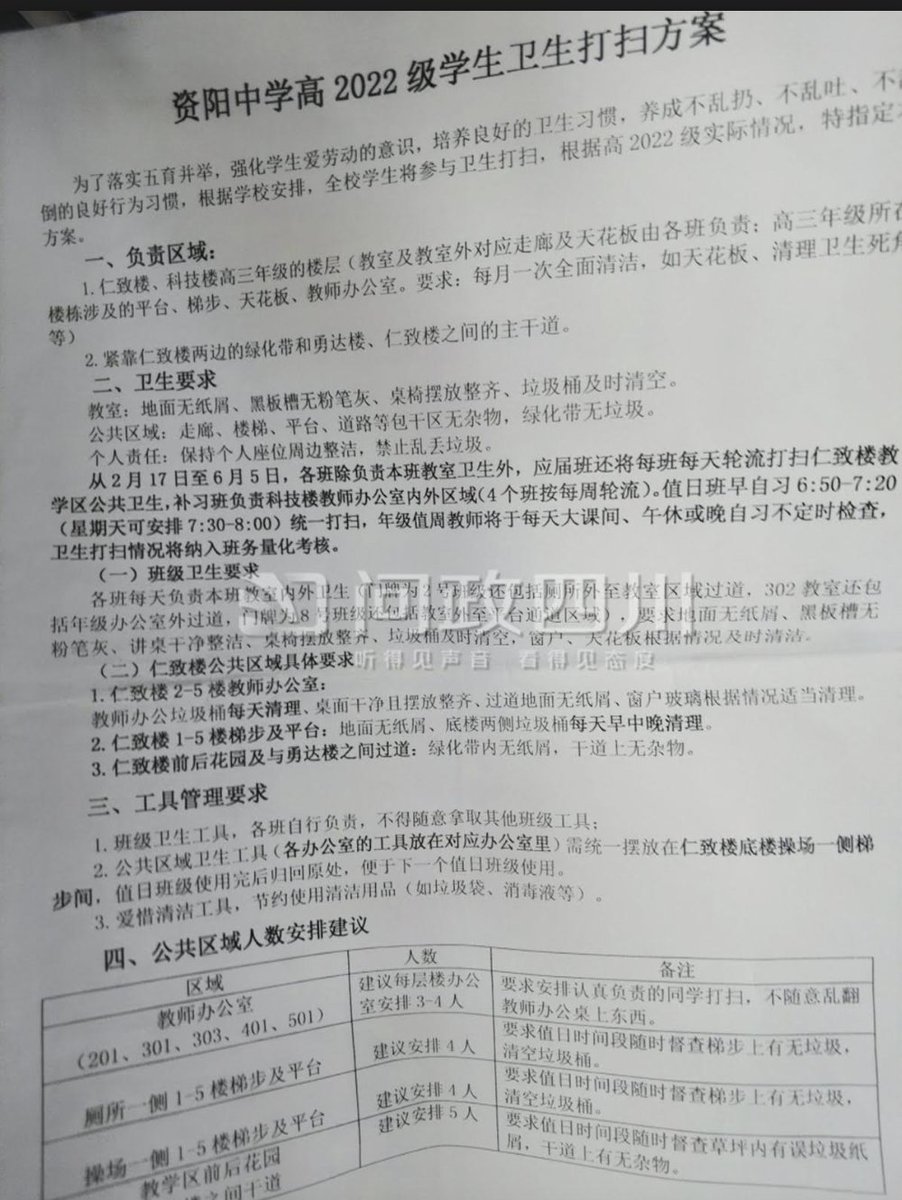 资阳中学高2022级学生卫生打扫方案
为了落实五育并举，强化学生爱劳动的意识，培养良好的卫生习惯，养成不乱扔、不乱吐、不
倒的良好行为习惯，根据学校安排，全校学生将参与卫生打扫，根据高2022级实际情况，特指定
方案。
一、负责区域：
1.仁致楼、科技楼高三年级的楼层（教室及教室外对应走廊及天花板由各班负责；高三年级所在
楼栋涉及的平台、梯步、天花板、教师办公室。要求：每月一次全面清洁，如天花板、清理卫生死角
等）
2.紧靠仁致楼两边的绿化带和勇达楼、仁致楼之间的主干道。
二、卫生要求
教室：地面无纸屑、黑板槽无粉笔灰、桌椅摆放整齐、垃圾桶及时清空。
公共区域：走廊、楼梯、平台、道路等包干区无杂物，绿化带无垃圾。
个人责任：保持个人座位周边整洁，禁止乱丢垃圾。
从2月17日至6月5日，各班除负责本班教室卫生外，应届班还将每班每天轮流打扫仁致楼教
学区公共卫生，补习班负责科技楼教师办公室内外区域（4个班按每周轮流）。值日班早自习6:50-7:20
（星期天可安排7:30-8:00）统一打扫，年级值周教师将于每天大课间、午休或晚自习不定时检查，
卫生打扫情况将纳入班务量化考核。
（一）班级卫生要求
各班每天负责本班教室内外卫生（门牌为2号班级还包括厕所外至教室区域过道，302教室还包
括年级办公室外过道，门牌为8号班级还包括教室外至平台通道区域），要求地面无纸屑、黑板槽无
粉笔灰、讲桌干净整洁、桌椅摆放整齐、垃圾桶及时清空，窗户、天花板根据情况及时清洁。
问政四川
听得见声音 看得见态度
（二）仁致楼公共区域具体要求
1.仁致楼2-5楼教师办公室：
教师办公垃圾桶每天清理、桌面干净且摆放整齐、过道地面无纸屑、窗户玻璃根据情况适当清理。
2.仁致楼1-5楼梯步及平台：地面无纸屑、底楼两侧垃圾桶每天早中晚清理。
3.仁致楼前后花园及与勇达楼之间过道：绿化带内无纸屑，干道上无杂物。
三、工具管理要求
1.班级卫生工具，各班自行负责，不得随意拿取其他班级工具；
2.公共区域卫生工具（各办公室的工具放在对应办公室里）需统一摆放在仁致楼底楼操场一侧梯
步间，值日班级使用完后归回原处，便于下一个值日班级使用。
3.爱惜清洁工具，节约使用清洁用品（如垃圾袋、消毒液等）。
四、公共区域人数安排建议
区域 人数 备注
教师办公室
（201、301、303、401、501）
建议每层楼办公
室安排3-4人
要求安排认真负责的同学打扫，不随意乱翻
教师办公桌上东西。
厕所一侧1-5楼梯步及平台
建议安排4人
要求值日时间段随时督查梯步上有无垃圾，
清空垃圾桶。
操场一侧1-5楼梯步及平台
建议安排4人
要求值日时间段随时督查梯步上有无垃圾，
清空垃圾桶。
教学区前后花园
楼之间干道
建议安排5人
要求值日时间段随时督查草坪内有误垃圾纸
屑，干道上有无杂物。